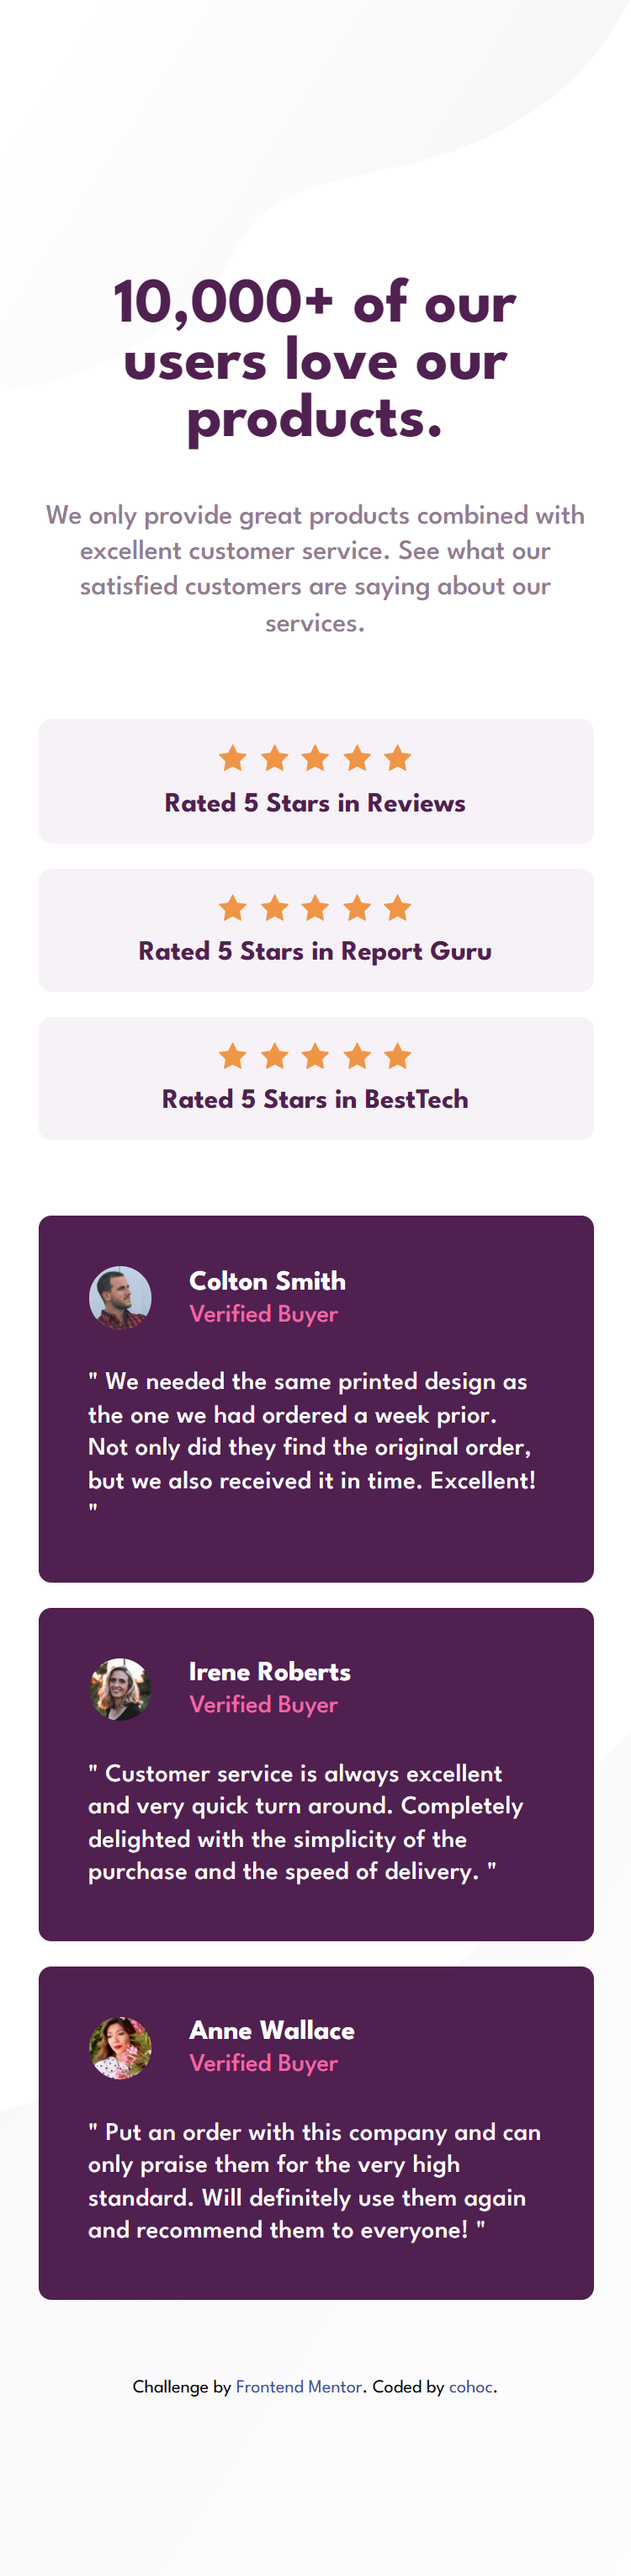 10,000+ of our
users love our
products.
We only provide great products combined with
excellent customer service. See what our
satisfied customers are saying about our
services.
Rated 5 Stars in Reviews
Rated 5 Stars in Report Guru
Rated 5 Stars in BestTech
Colton Smith
Verified Buyer
" We needed the same printed design as
the one we had ordered a week prior.
Not only did they find the original order,
but we also received it in time. Excellent!
"
Irene Roberts
Verified Buyer
" Customer service is always excellent
and very quick turn around. Completely
delighted with the simplicity of the
purchase and the speed of delivery. "
Anne Wallace
Verified Buyer
" Put an order with this company and can
only praise them for the very high
standard. Will definitely use them again
and recommend them to everyone! "
Challenge by Frontend Mentor. Coded by cohoc.